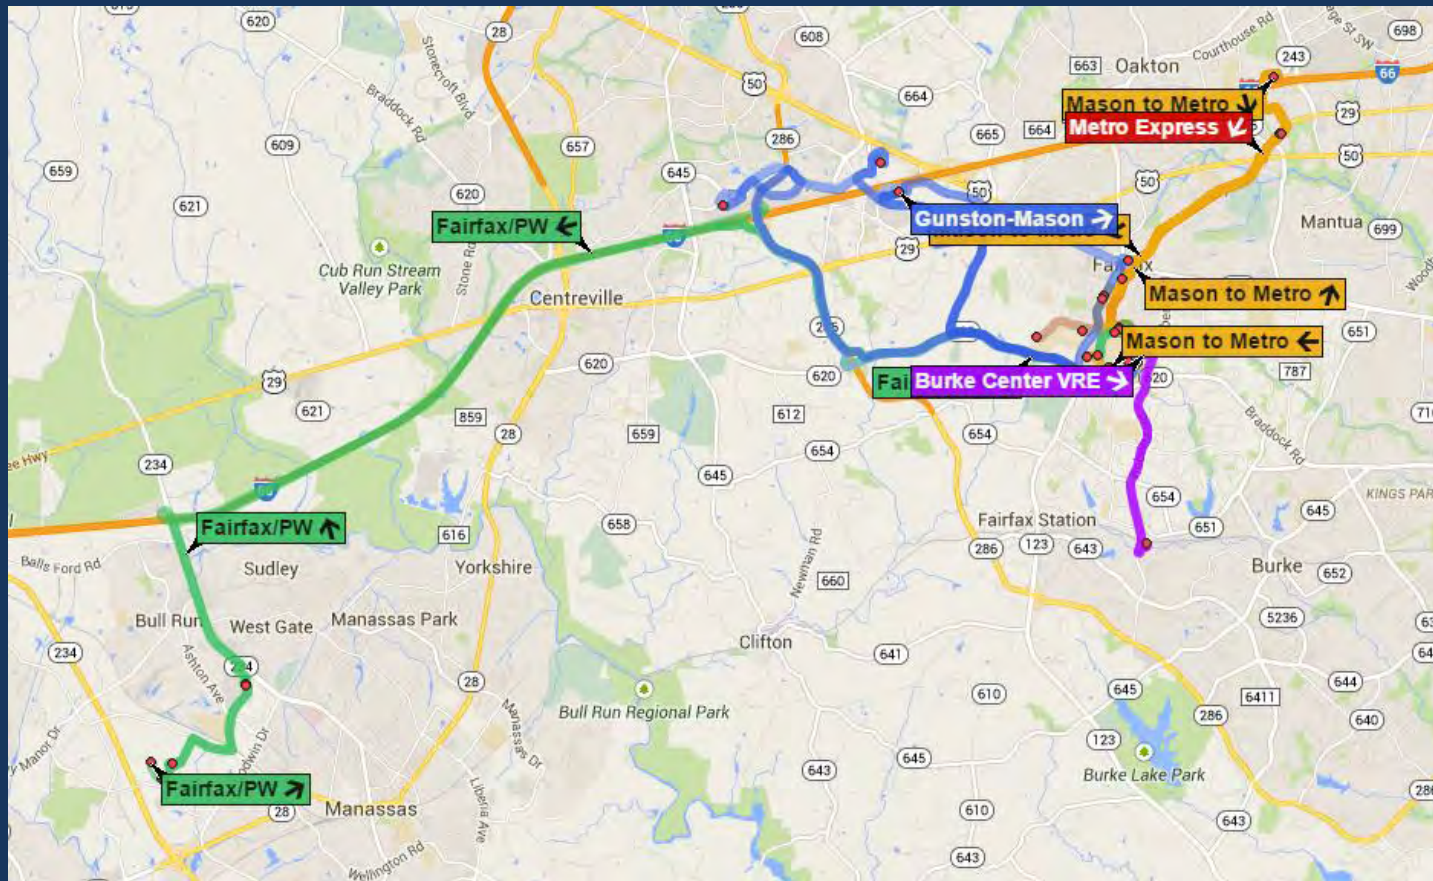 620
28
608
Courthouse Rd
243
698
Stonecroft Blvd
50
663
Oakton
66
Braddock Rd
664
Mason to Metro
29
286
665
664
Metro Express
609
657
50
659
645
620
50
50
621
Gunston-Mason
Mantua
699
Fairfax/PW
29
Cub Run Stream
Valley Park
Stone Rd
Centreville
Mason to Metro
651
Mason to Metro
620
620
29
Burke Center VRE
620
787
621
859
612
Braddock Rd
28
659
654
654
234
645
654
KINGS PAR
658
Fairfax Station
651
645
Fairfax/PW
616
Newman Rd
286
123
643
Balls Ford Rd
Sudley
Yorkshire
660
Burke
652
Bull Run
West Gate
Manassas Park
5236
234
Ashton Ave
Clifton
641
28
610
645
6411
644
Bull Run Regional Park
286
640
Manassas Dr
123
645
643
Burke Lake Park
Fairfax/PW
28
Manassas
Liberia Ave
610
643
Wellington Rd
643